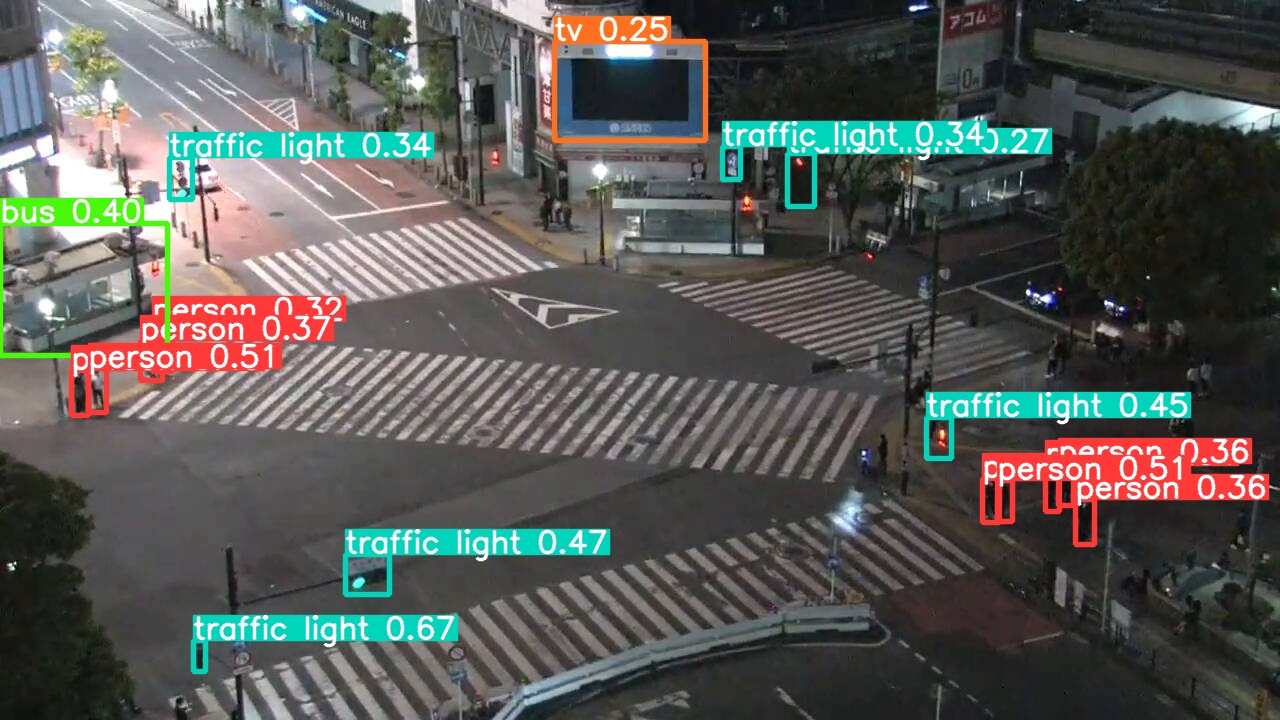 AMERICAN EAGLE
tv 0.25
アコム
traffic light 0.34
traffic light 0.34
0.27
bus 0.40
person 0.32
person 0.37
person 0.51
traffic light 0.45
person 0.36
person 0.51
person 0.36
traffic light 0.47
traffic light 0.67